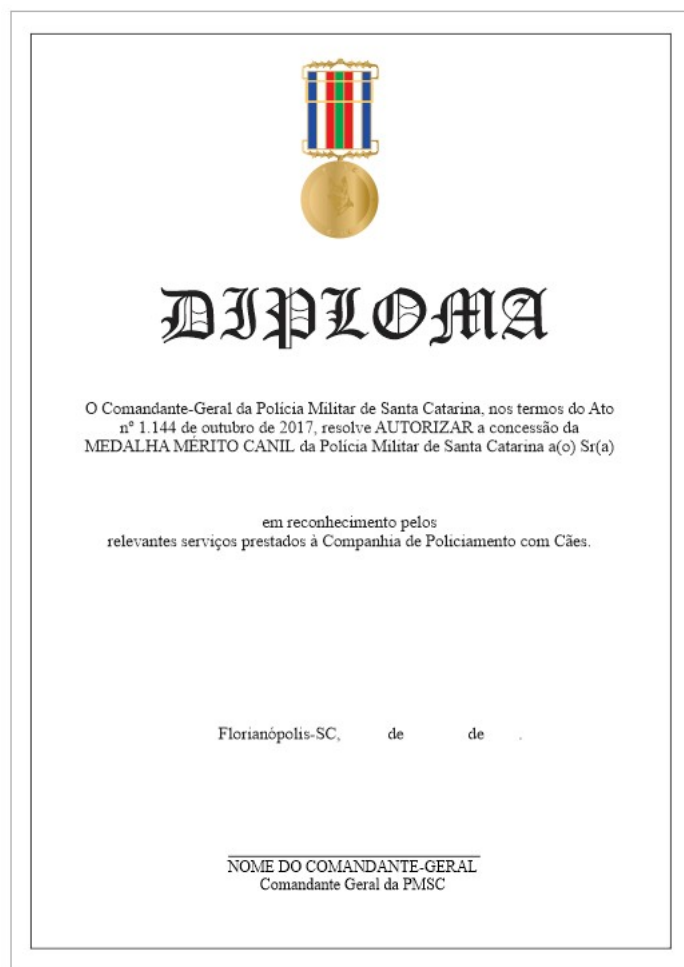 DIPLOMA
O Comandante-Geral da Polícia Militar de Santa Catarina, nos termos do Ato
nº 1.144 de outubro de 2017, resolve AUTORIZAR a concessão da
MEDALHA MÉRITO CANIL da Polícia Militar de Santa Catarina a(o) Sr(a)
em reconhecimento pelos
relevantes serviços prestados à Companhia de Policiamento com Cães.
Florianópolis-SC, de de .
NOME DO COMANDANTE-GERAL
Comandante Geral da PMSC